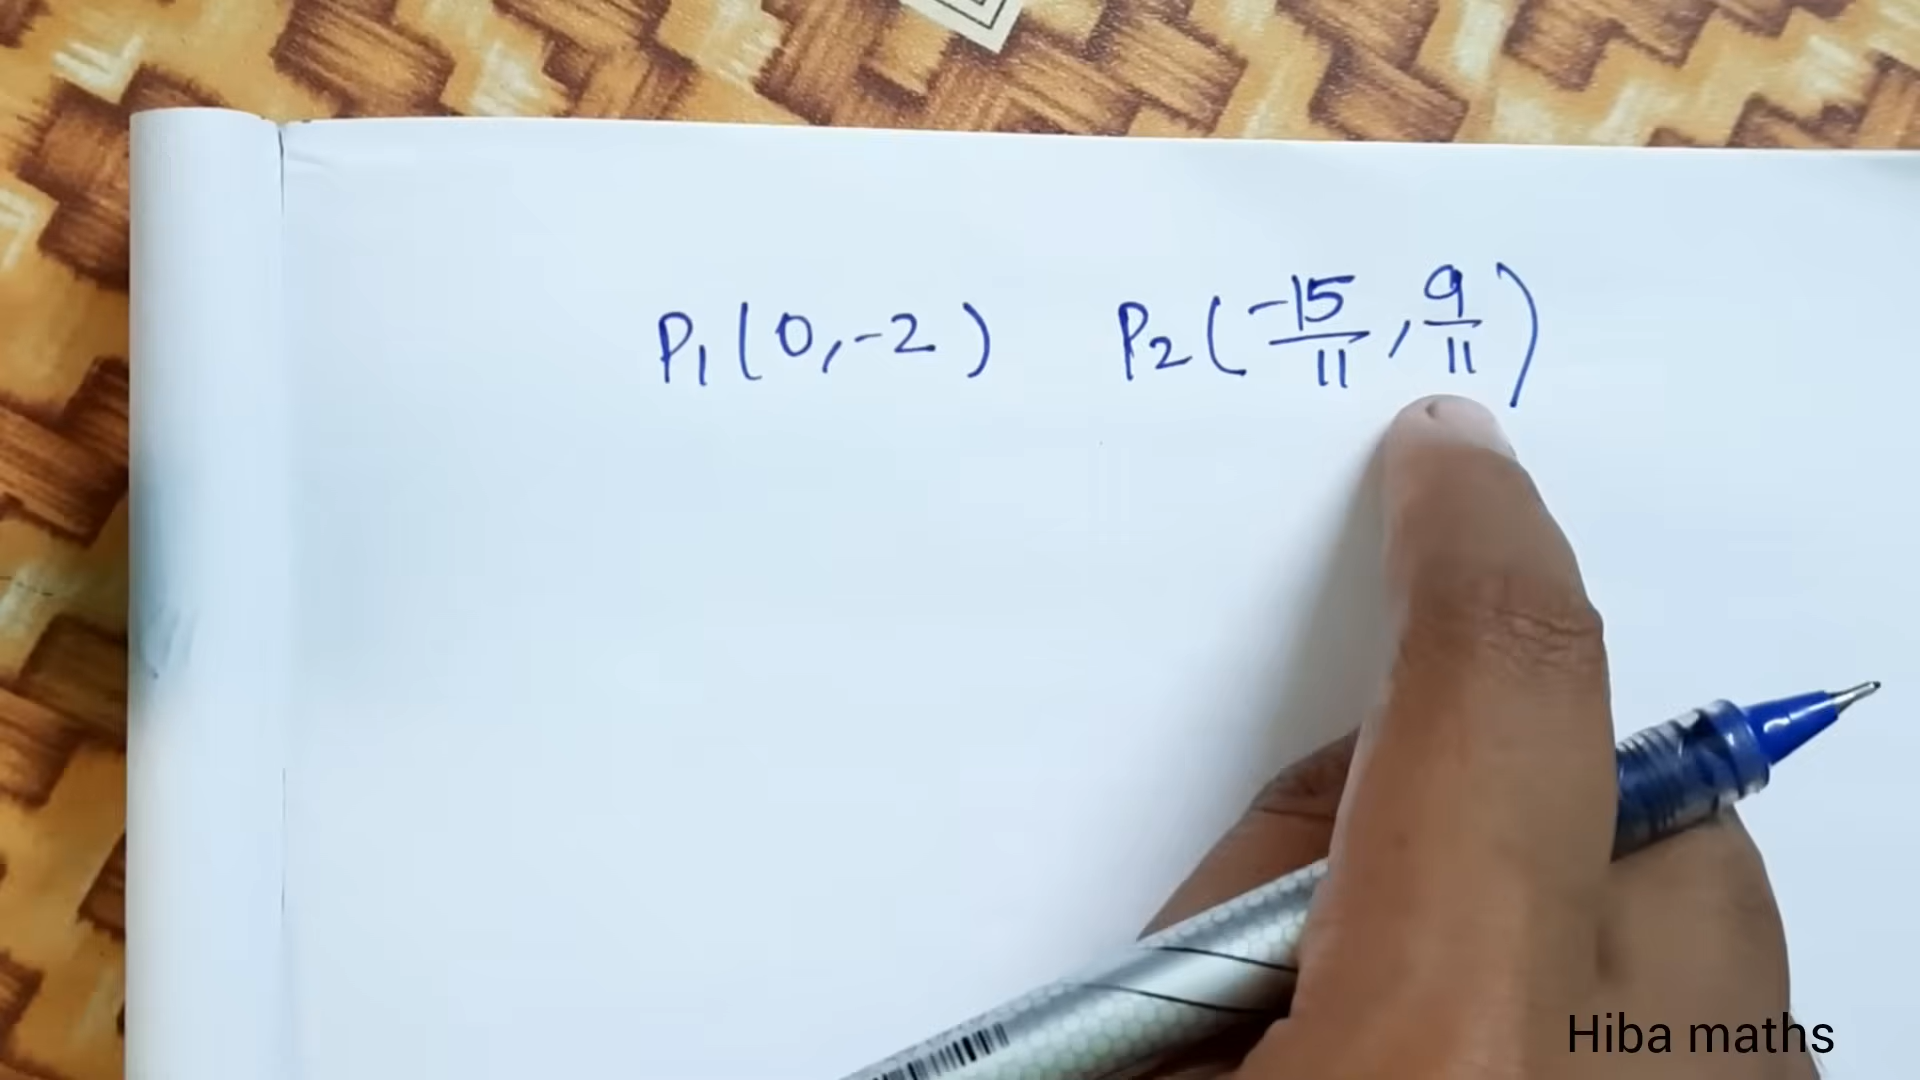 P₁(0,-2) P₂(-15/11, 9/11)
Hiba maths